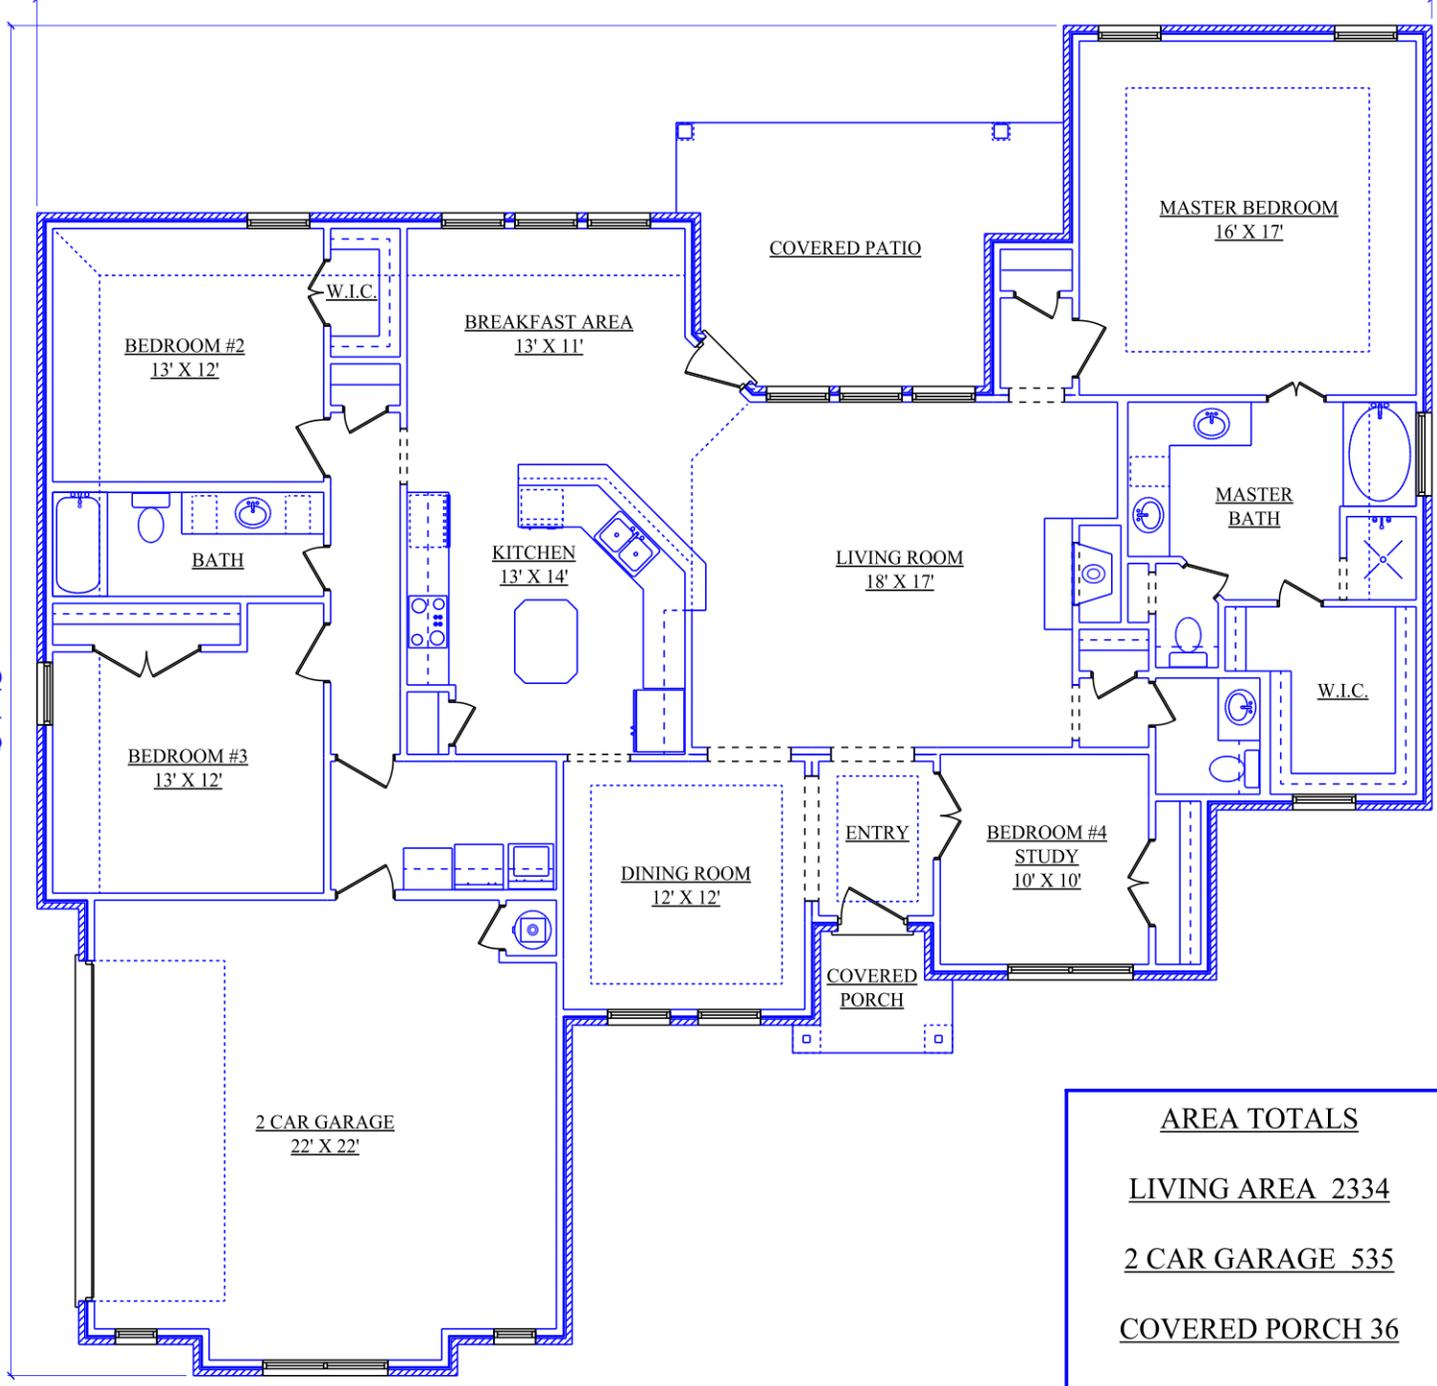 MASTER BEDROOM
16' X 17'
COVERED PATIO
W.I.C.
BREAKFAST AREA
13' X 11'
BEDROOM #2
13' X 12'
MASTER
BATH
BATH
KITCHEN
13' X 14'
LIVING ROOM
18' X 17'
W.I.C.
BEDROOM #3
13' X 12'
ENTRY
BEDROOM #4
STUDY
10' X 10'
DINING ROOM
12' X 12'
COVERED
PORCH
2 CAR GARAGE
22' X 22'
AREA TOTALS
LIVING AREA 2334
2 CAR GARAGE 535
COVERED PORCH 36